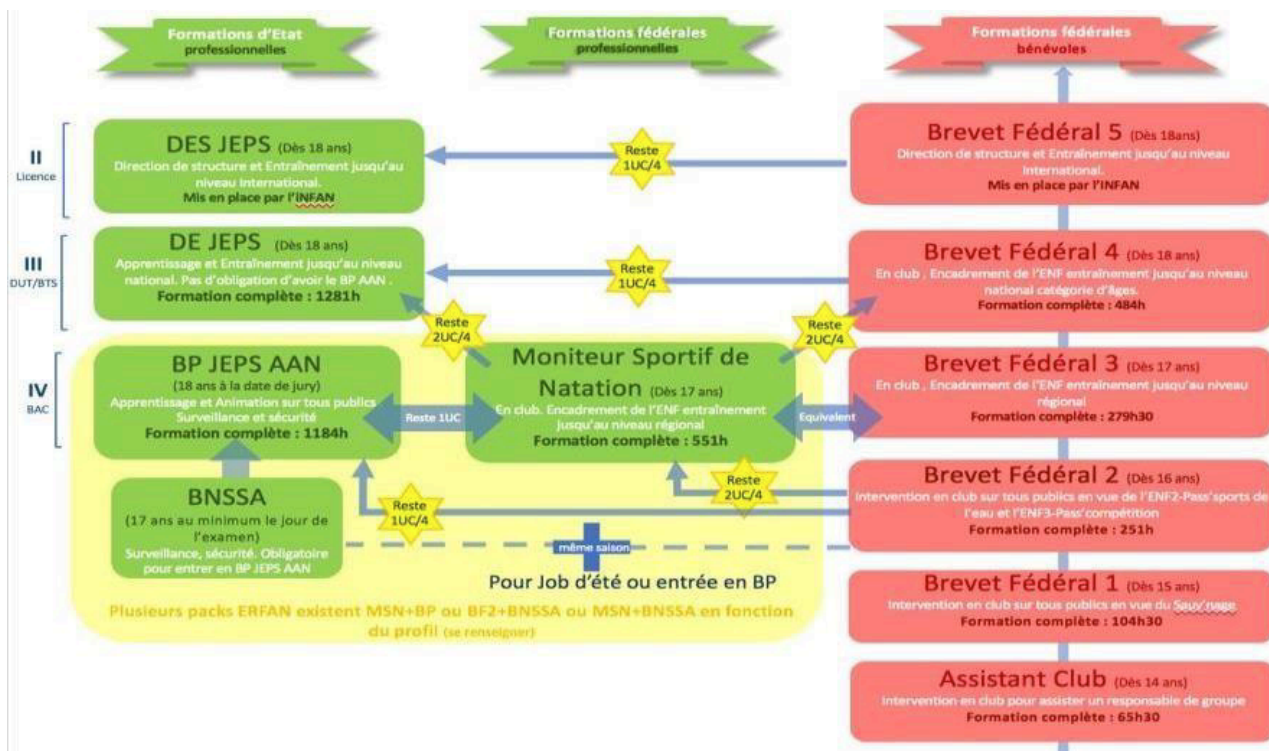 Formations d'Etat
professionnelles
Formations fédérales
professionnelles
Formations fédérales
bénévoles
II
Licence
DES JEPS (Dès 18 ans)
Direction de structure et Entraînement jusqu'au
niveau International.
Mis en place par l'INFAN
Reste
1UC/4
Brevet Fédéral 5 (Dès 18ans)
Direction de structure et Entraînement jusqu'au niveau
International.
Mis en place par l'INFAN
III
DUT/BTS
DE JEPS (Dès 18 ans)
Apprentissage et Entraînement jusqu'au niveau
national. Pas d'obligation d'avoir le BP AAN .
Formation complète : 1281h
Reste
1UC/4
Brevet Fédéral 4 (Dès 18 ans)
En club , Encadrement de l'ENF entraînement jusqu'au niveau
national catégorie d'âges.
Formation complète : 484h
Reste
2UC/4
Reste
2UC/4
IV
BAC
BP JEPS AAN
(18 ans à la date de jury)
Apprentissage et Animation sur tous publics
Surveillance et sécurité
Formation complète : 1184h
Reste 1UC
Moniteur Sportif de
Natation (Dès 17 ans)
En club. Encadrement de l'ENF entraînement
jusqu'au niveau régional
Formation complète : 551h
Equivalent
Brevet Fédéral 3 (Dès 17 ans)
En club , Encadrement de l'ENF entraînement jusqu'au niveau
régional
Formation complète : 279h30
BNSSA
(17 ans au minimum le jour de
l'examen)
Surveillance, sécurité. Obligatoire
pour entrer en BP JEPS AAN
Reste
1UC/4
Reste
2UC/4
Brevet Fédéral 2 (Dès 16 ans)
Intervention en club sur tous publics en vue de l'ENF2-Pass'sports de
l'eau et l'ENF3-Pass'compétition
Formation complète : 251h
même saison
Pour Job d'été ou entrée en BP
Plusieurs packs ERFAN existent MSN+BP ou BF2+BNSSA ou MSN+BNSSA en fonction
du profil (se renseigner)
Brevet Fédéral 1 (Dès 15 ans)
Intervention en club sur tous publics en vue du Sauv'nage
Formation complète : 104h30
Assistant Club (Dès 14 ans)
Intervention en club pour assister un responsable de groupe
Formation complète : 65h30